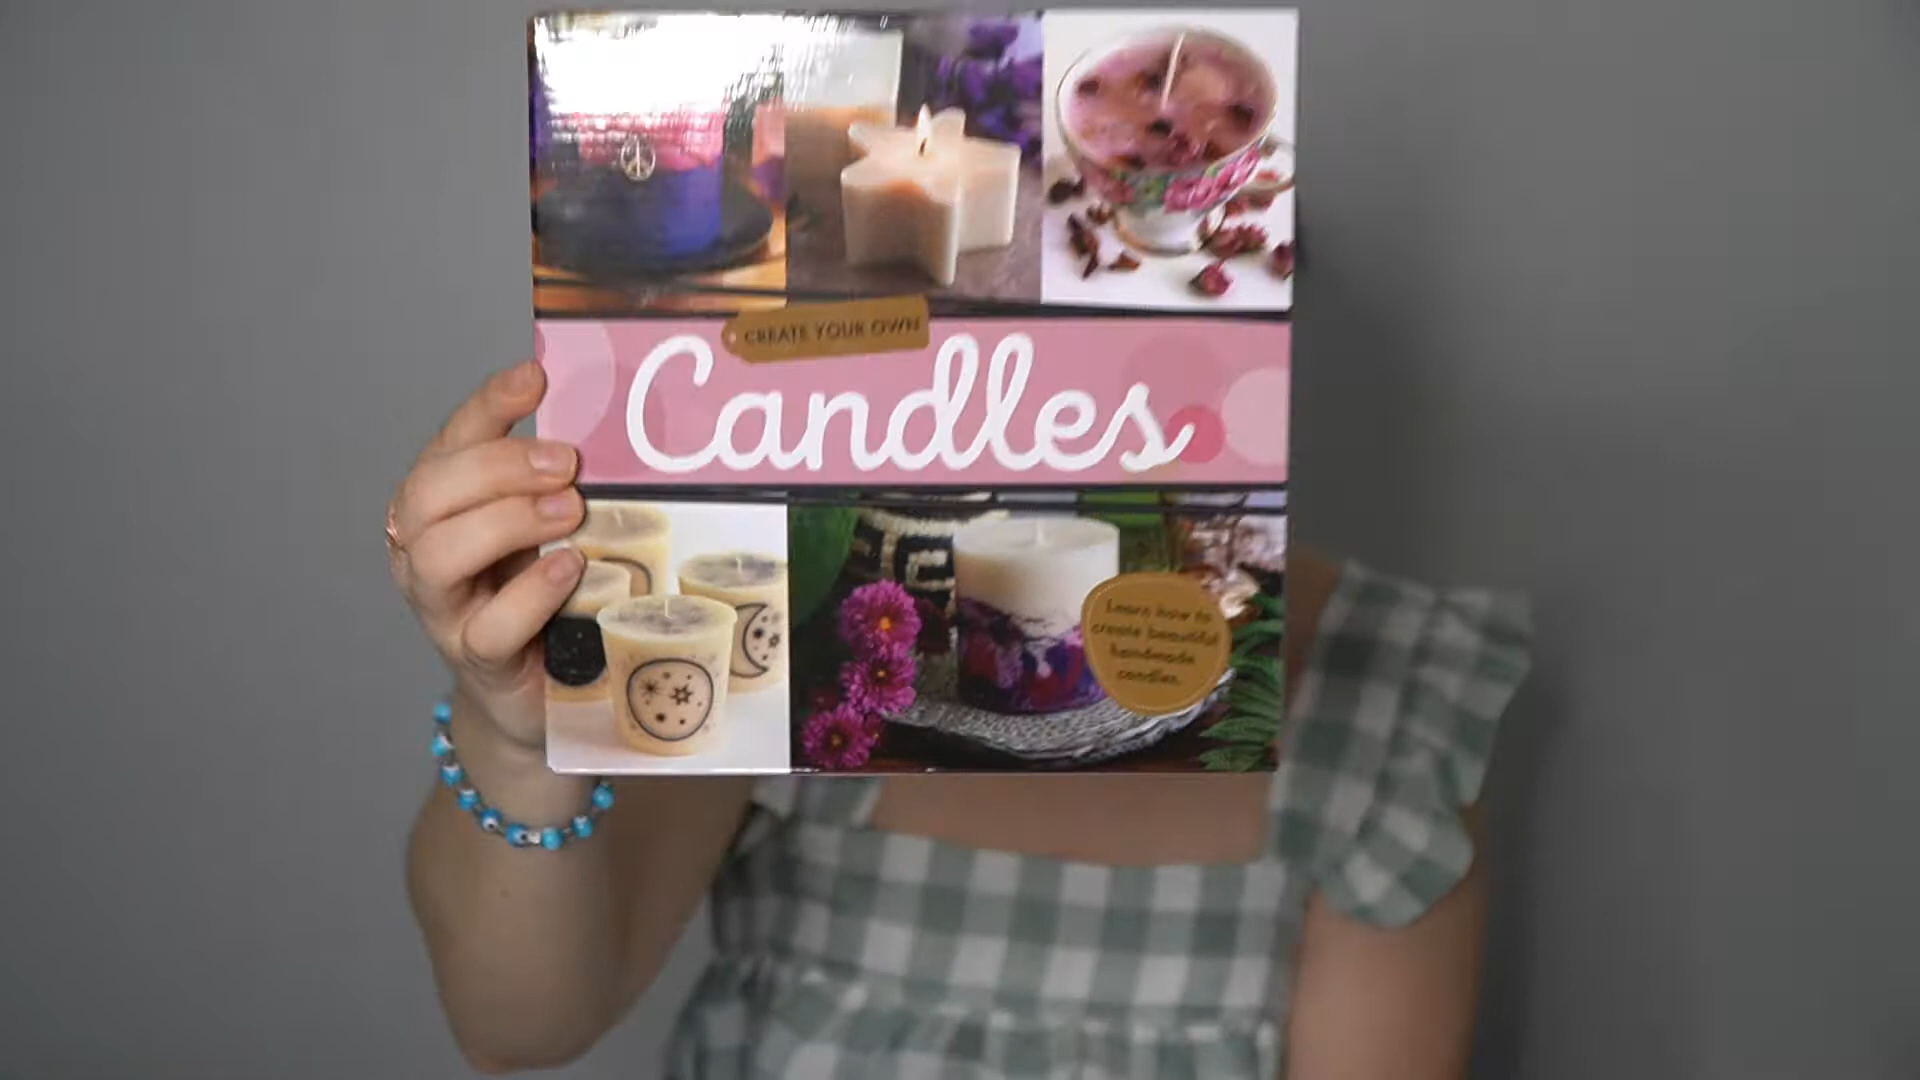 CREATE YOUR OWN
Candles
Learn how to
create beautiful
handmade
candles.